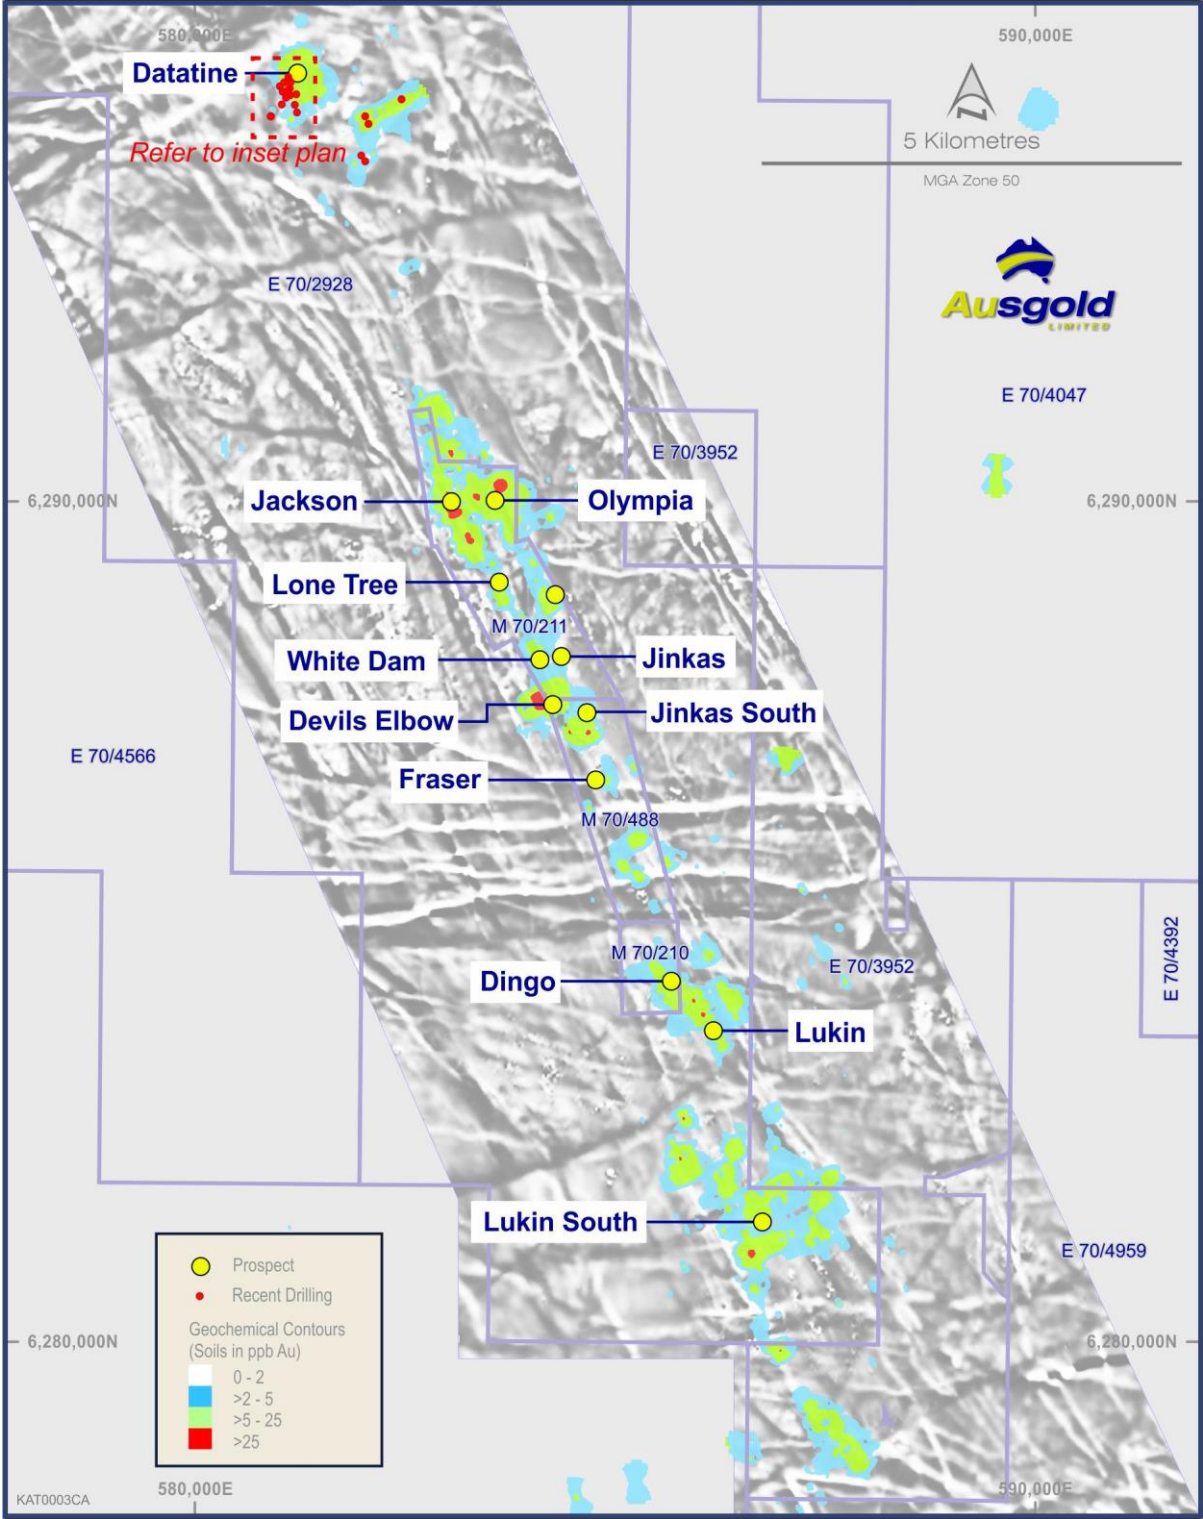 580,000E
590,000E
Datatine
Refer to inset plan
N
5 Kilometres
MGA Zone 50
Ausgold
LIMITED
E 70/2928
E 70/4047
E 70/3952
6,290,000N
Jackson
Olympia
6,290,000N
Lone Tree
M 70/211
White Dam
Jinkas
Devils Elbow
Jinkas South
E 70/4566
Fraser
M 70/488
M 70/210
E 70/3952
E 70/4392
Dingo
Lukin
Lukin South
E 70/4959
Prospect
Recent Drilling
Geochemical Contours
(Soils in ppb Au)
0 - 2
>2 - 5
>5 - 25
>25
6,280,000N
6,280,000N
KAT0003CA
580,000E
590,000E